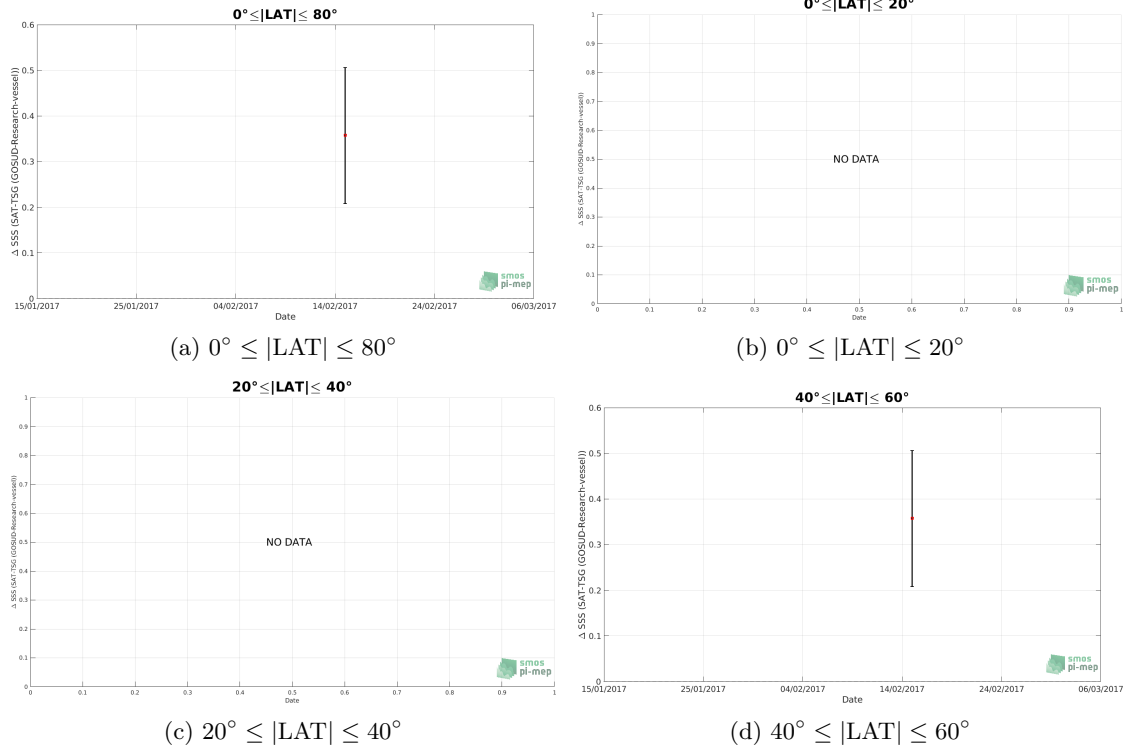 0°≤|LAT|≤ 80°
0.6
0.5
0.4
0.3
0.2
0.1
0
Δ SSS (SAT-TSG (GOSUD-Research-vessel))
15/01/2017 25/01/2017 04/02/2017 14/02/2017 24/02/2017 06/03/2017
Date
smos
pi-mep
(a) 0° ≤ |LAT| ≤ 80°
0°≤|LAT|≤ 20°
1
0.9
0.8
0.7
0.6
0.5
0.4
0.3
0.2
0.1
0
Δ SSS (SAT-TSG (GOSUD-Research-vessel))
NO DATA
0 0.1 0.2 0.3 0.4 0.5 0.6 0.7 0.8 0.9 1
Date
smos
pi-mep
(b) 0° ≤ |LAT| ≤ 20°
20°≤|LAT|≤ 40°
1
0.9
0.8
0.7
0.6
0.5
0.4
0.3
0.2
0.1
0
Δ SSS (SAT-TSG (GOSUD-Research-vessel))
NO DATA
0 0.1 0.2 0.3 0.4 0.5 0.6 0.7 0.8 0.9 1
Date
smos
pi-mep
(c) 20° ≤ |LAT| ≤ 40°
40°≤|LAT|≤ 60°
0.6
0.5
0.4
0.3
0.2
0.1
0
Δ SSS (SAT-TSG (GOSUD-Research-vessel))
15/01/2017 25/01/2017 04/02/2017 14/02/2017 24/02/2017 06/03/2017
Date
smos
pi-mep
(d) 40° ≤ |LAT| ≤ 60°